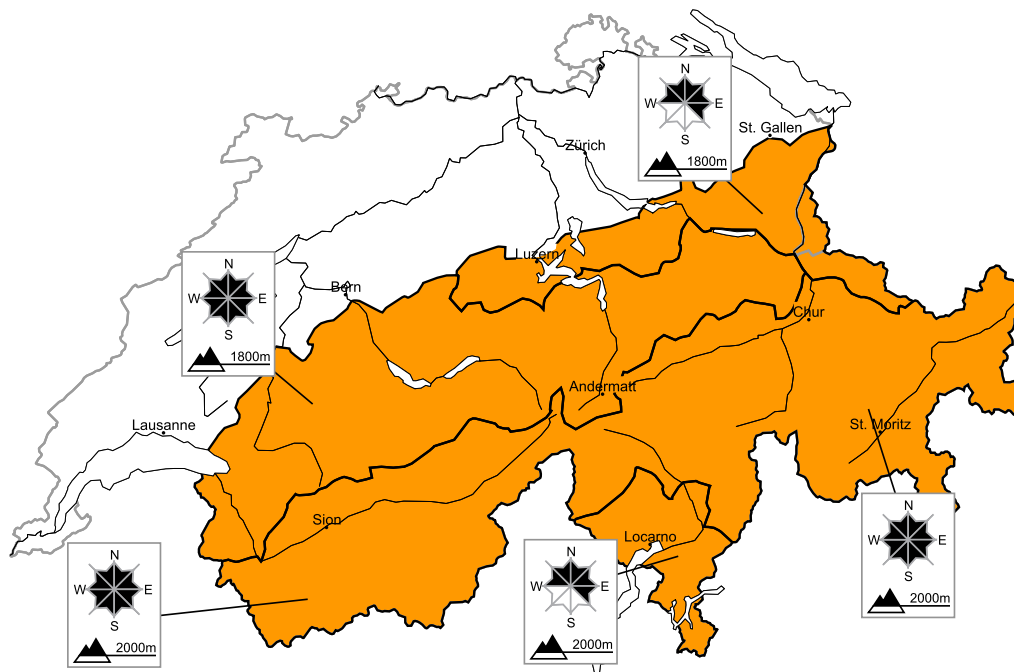 N
W E
S
1800m
St. Gallen
Zürich
Luzern
N
W E
S
1800m
Bern
Chur
Andermatt
Lausanne
St. Moritz
Sion
Locarno
N
W E
S
2000m
N
W E
S
2000m
N
W E
S
2000m